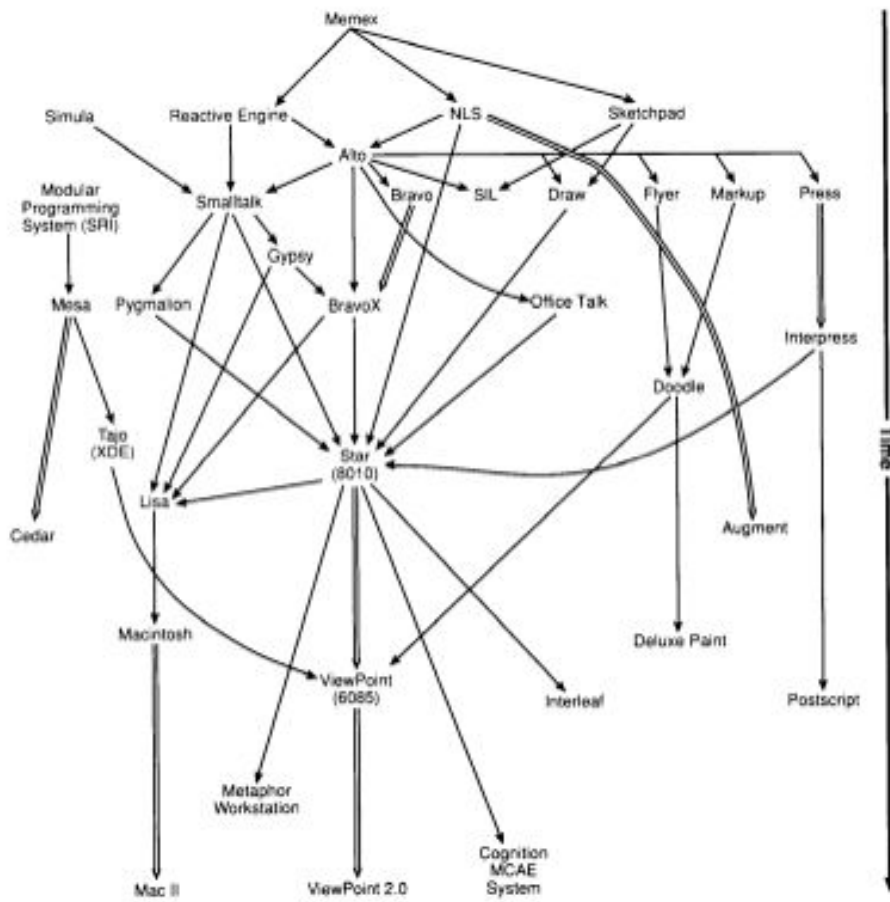 Memex
Simula
Reactive Engine
NLS
Sketchpad
Alto
Modular
Programming
System (SRI)
Smalltalk
Bravo
SIL
Draw
Flyer
Markup
Press
Gypsy
Mesa
Pygmalion
BravoX
Office Talk
Interpress
Doodle
Tajo
(XDE)
Star
(8010)
Time
Lisa
Cedar
Augment
Macintosh
Deluxe Paint
ViewPoint
(6085)
Interleaf
Postscript
Metaphor
Workstation
Cognition
MCAE
System
Mac II
ViewPoint 2.0